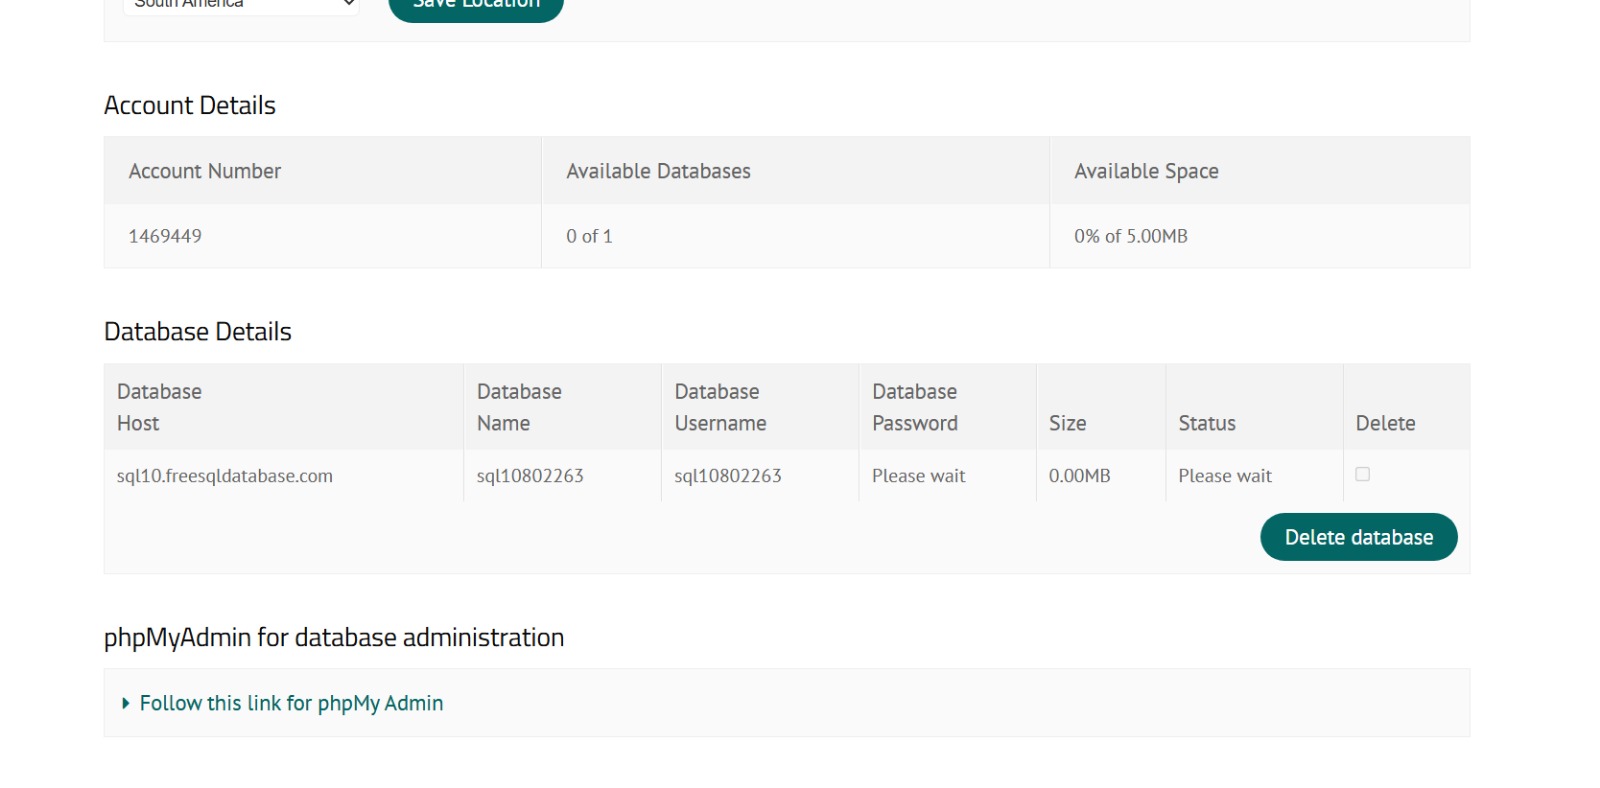 South America
Save Location
Account Details
Account Number Available Databases Available Space
1469449 0 of 1 0% of 5.00MB
Database Details
Database Host Database Name Database Username Database Password Size Status Delete
sql10.freesqldatabase.com sql10802263 sql10802263 Please wait 0.00MB Please wait
Delete database
phpMyAdmin for database administration
Follow this link for phpMy Admin